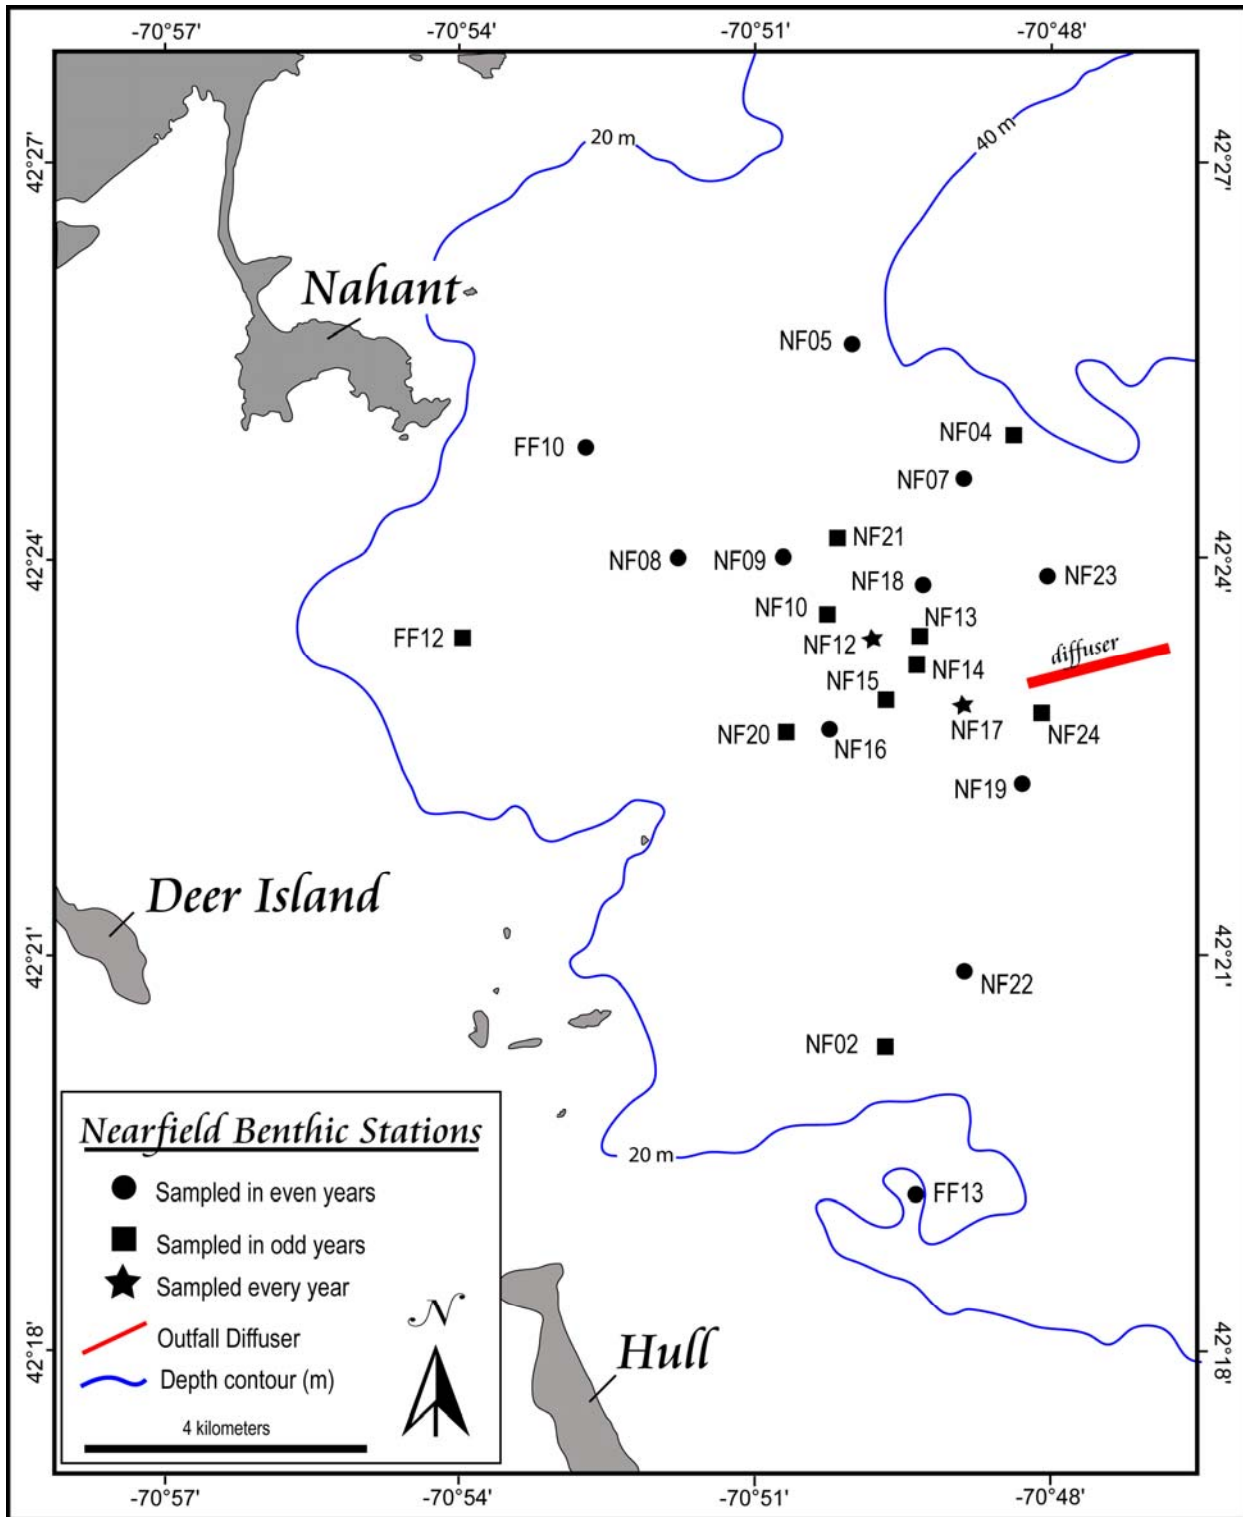 -70°57'
-70°54'
-70°51'
-70°48'
42°27'
20 m
40 m
42°27'
Nahant
NF05
NF04
FF10
NF07
42°24'
NF21
42°24'
NF08
NF09
NF18
NF23
NF10
NF13
FF12
NF12
diffuser
NF14
NF15
NF17
NF20
NF16
NF24
NF19
Deer Island
42°21'
42°21'
NF22
NF02
20 m
FF13
Nearfield Benthic Stations
Sampled in even years
Sampled in odd years
Sampled every year
N
Outfall Diffuser
Depth contour (m)
4 kilometers
Hull
42°18'
42°18'
-70°57'
-70°54'
-70°51'
-70°48'